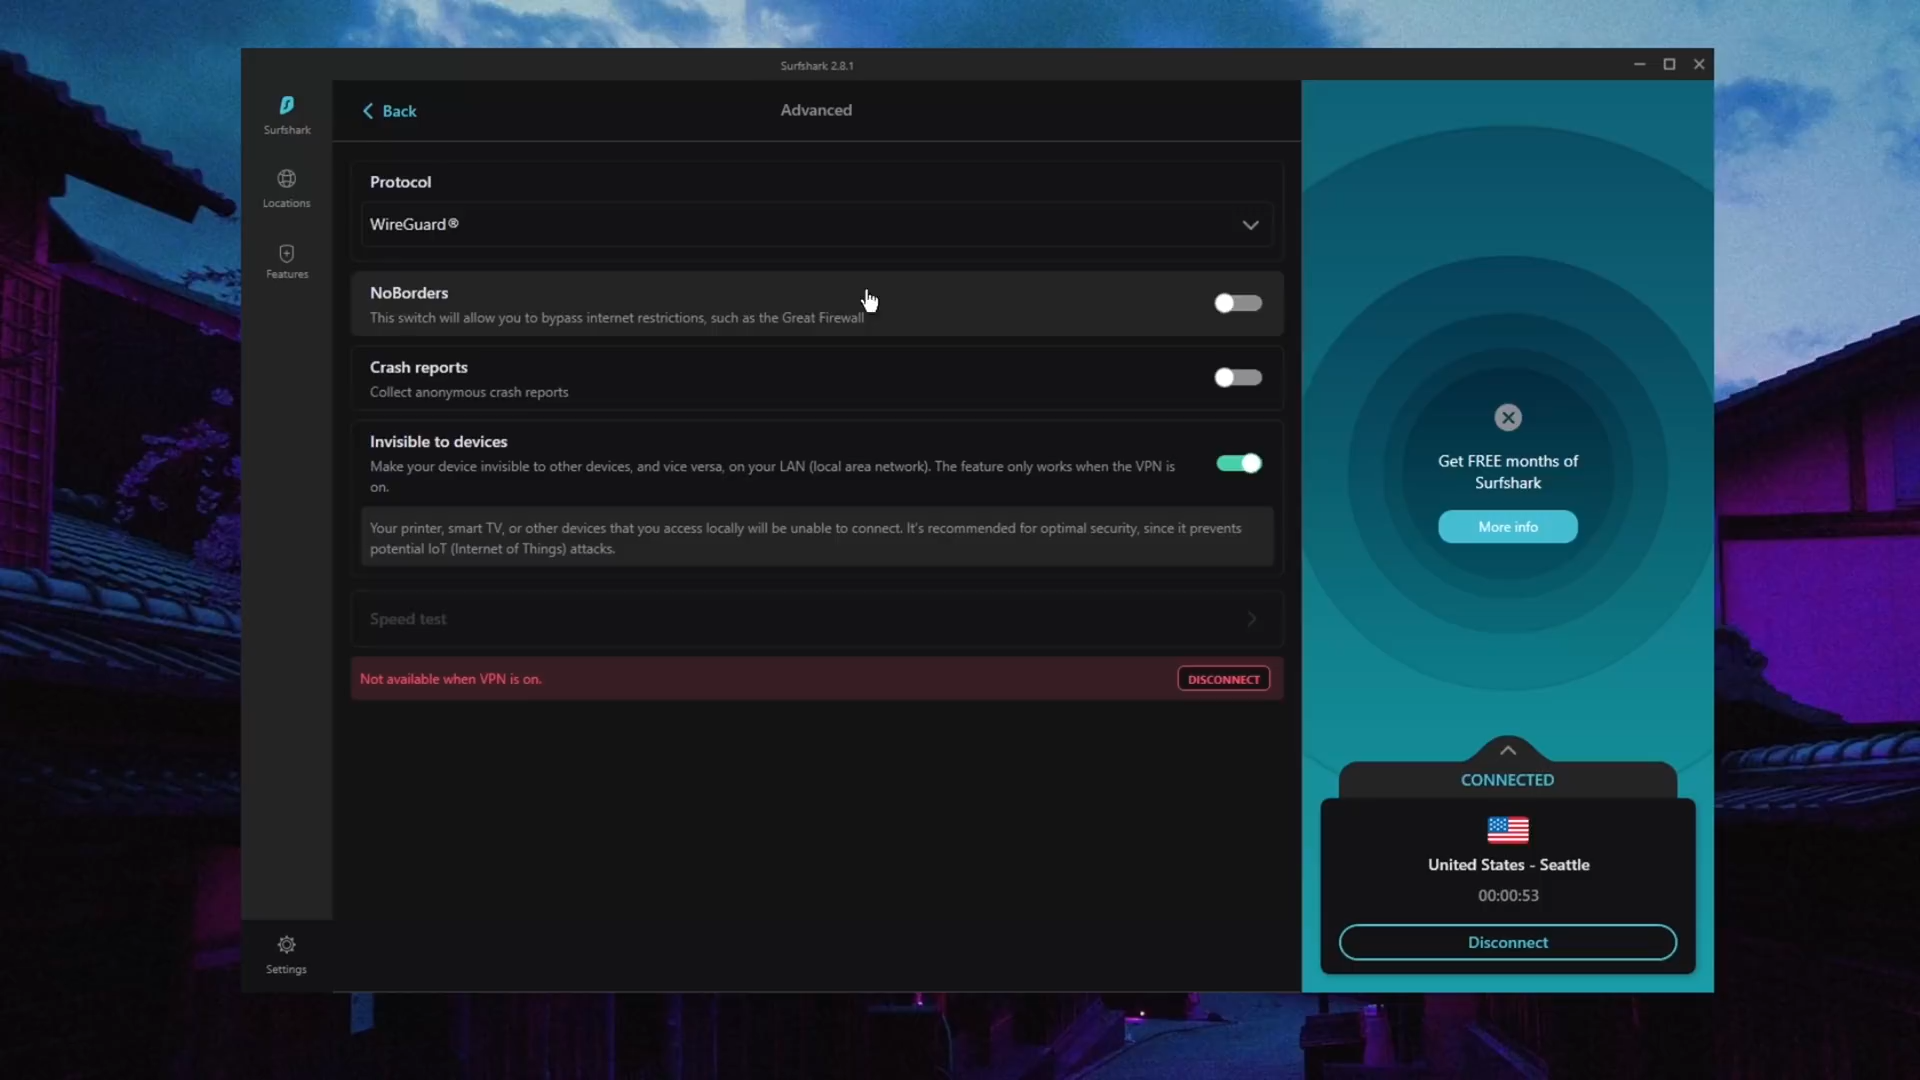 Surfshark 2.8.1
Surfshark
Locations
Features
Settings
Back
Advanced
Protocol
WireGuard®
NoBorders
This switch will allow you to bypass internet restrictions, such as the Great Firewall
Crash reports
Collect anonymous crash reports
Invisible to devices
Make your device invisible to other devices, and vice versa, on your LAN (local area network). The feature only works when the VPN is
on.
Your printer, smart TV, or other devices that you access locally will be unable to connect. It's recommended for optimal security, since it prevents
potential IoT (Internet of Things) attacks.
Speed test
Not available when VPN is on.
DISCONNECT
Get FREE months of
Surfshark
More info
CONNECTED
United States - Seattle
00:00:53
Disconnect